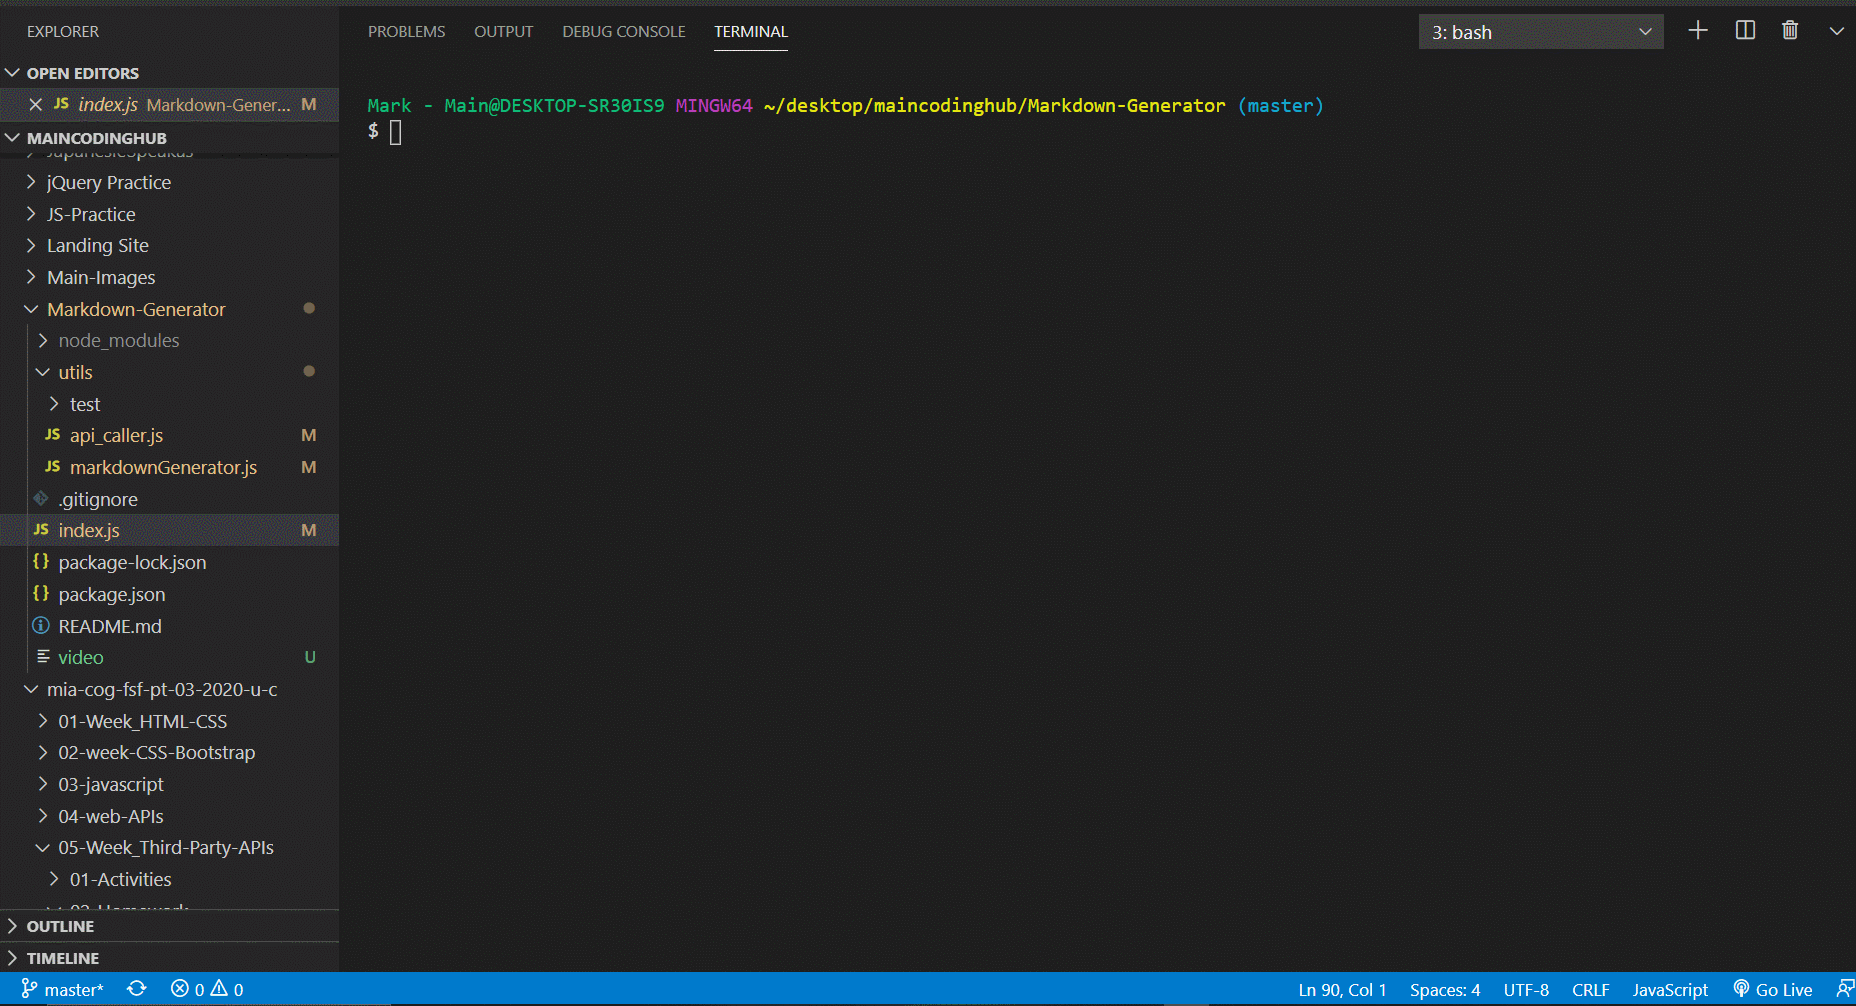 EXPLORER
PROBLEMS OUTPUT DEBUG CONSOLE TERMINAL
3: bash
OPEN EDITORS
JS index.js Markdown-Gener... M
MAINCODINGHUB
jQuery Practice
JS-Practice
Landing Site
Main-Images
Markdown-Generator
node_modules
utils
test
JS api_caller.js M
JS markdownGenerator.js M
.gitignore
JS index.js M
{} package-lock.json
{} package.json
README.md
video U
mia-cog-fsf-pt-03-2020-u-c
01-Week_HTML-CSS
02-week-CSS-Bootstrap
03-javascript
04-web-APIs
05-Week_Third-Party-APIs
01-Activities
OUTLINE
TIMELINE
Mark - Main@DESKTOP-SR30IS9 MINGW64 ~/desktop/maincodinghub/Markdown-Generator (master)
$
master* 0 0
Ln 90, Col 1 Spaces: 4 UTF-8 CRLF JavaScript Go Live